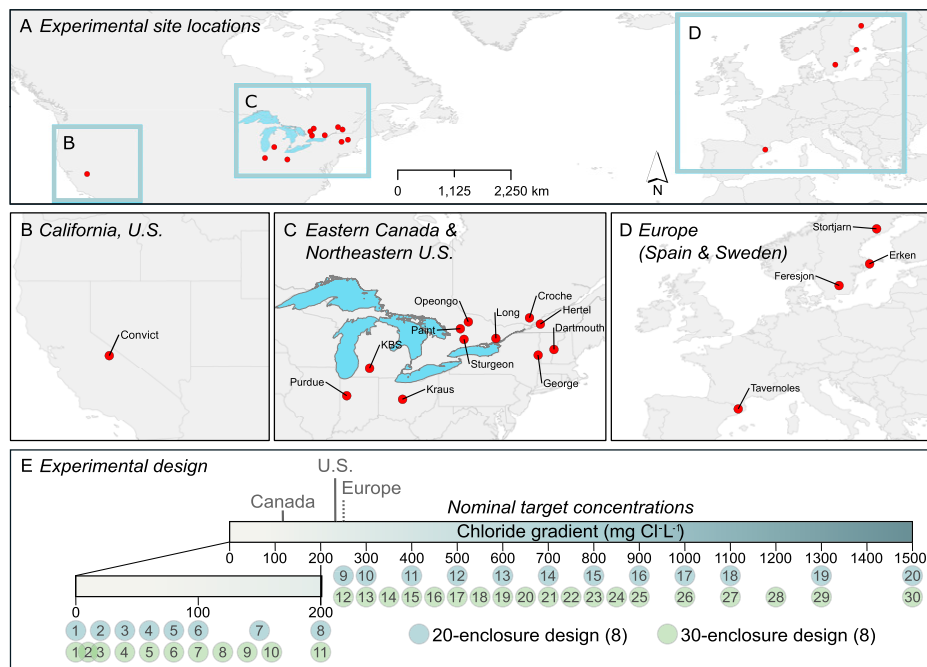 A Experimental site locations
D
C
B
0 1,125 2,250 km
N
B California, U.S.
Convict
C Eastern Canada &
Northeastern U.S.
Opeongo
Croche
Long
Hertel
Paint
Dartmouth
KBS
Sturgeon
George
Purdue
Kraus
D Europe
(Spain & Sweden)
Stortjarn
Erken
Feresjon
Tavernoles
E Experimental design
U.S.
Canada
Europe
Nominal target concentrations
Chloride gradient (mg Cl⁻L⁻¹)
0 100 200 300 400 500 600 700 800 900 1000 1100 1200 1300 1400 1500
9 10 11 12 13 14 15 16 17 18 19 20
12 13 14 15 16 17 18 19 20 21 22 23 24 25 26 27 28 29 30
0 100 200
1 2 3 4 5 6 7 8
1 2 3 4 5 6 7 8 9 10 11
20-enclosure design (8)
30-enclosure design (8)